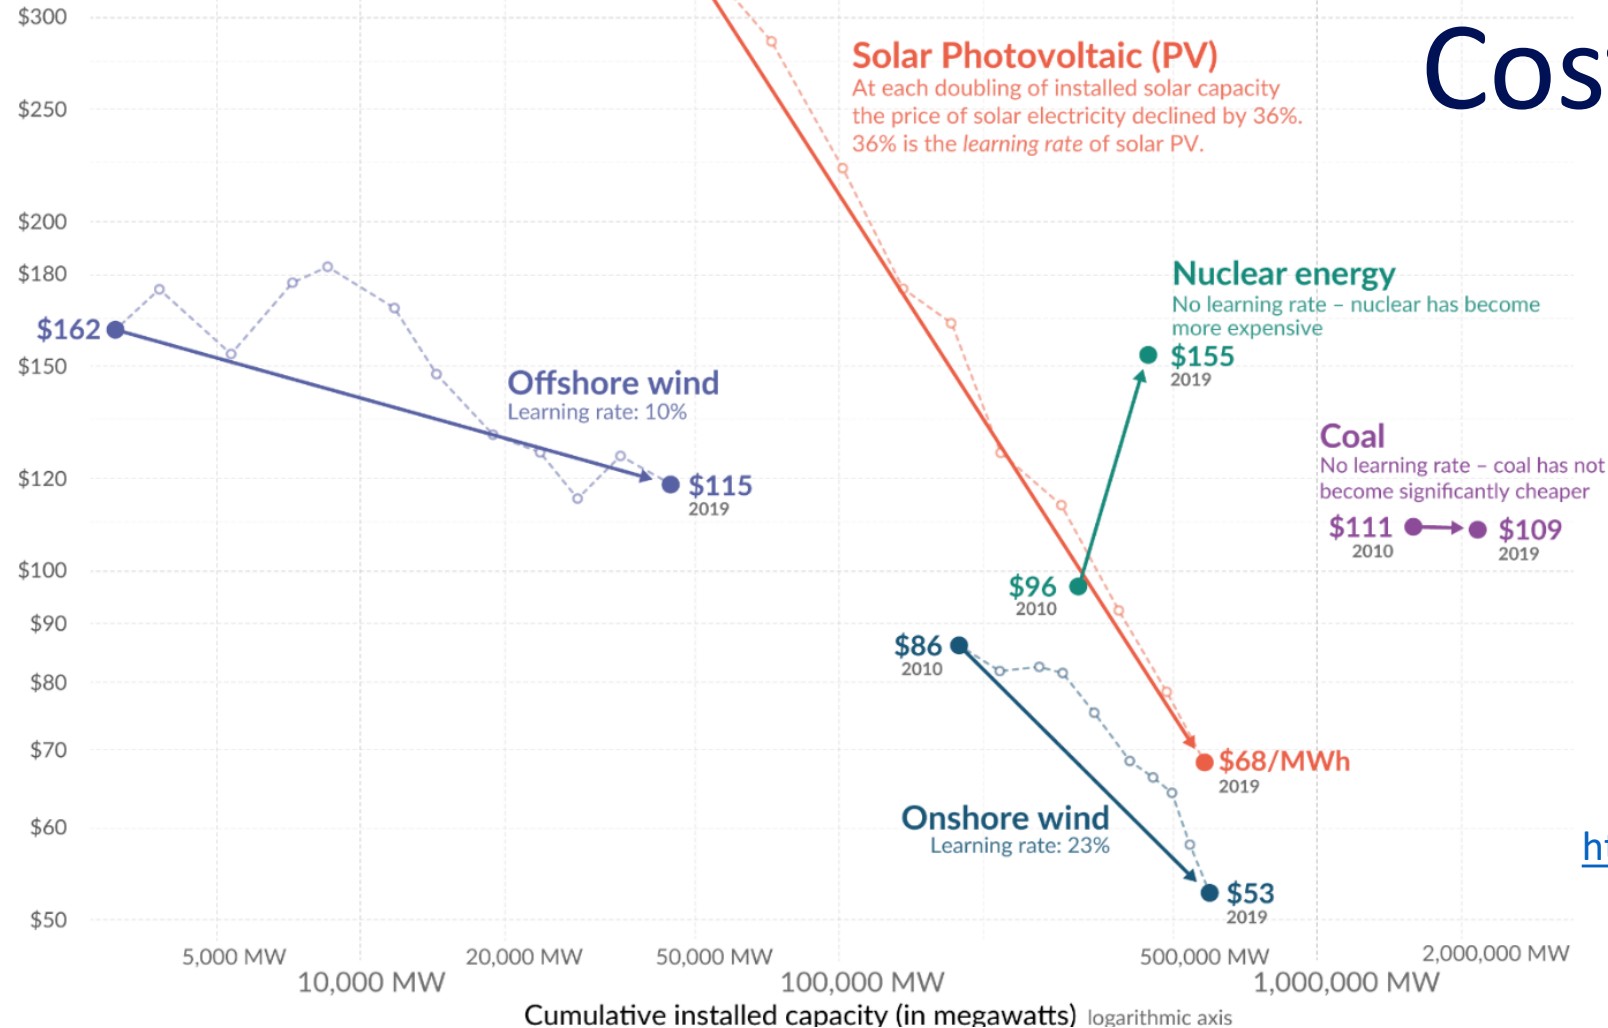 $300
$250
$200
$180
$150
$120
$100
$90
$80
$70
$60
$50
Cos
Solar Photovoltaic (PV)
At each doubling of installed solar capacity
the price of solar electricity declined by 36%.
36% is the learning rate of solar PV.
Nuclear energy
No learning rate – nuclear has become
more expensive
$155
2019
$162
Offshore wind
Learning rate: 10%
$115
2019
Coal
No learning rate – coal has not
become significantly cheaper
$111
2010
$109
2019
$96
2010
$86
2010
$68/MWh
2019
Onshore wind
Learning rate: 23%
$53
2019
ht
5,000 MW
10,000 MW
20,000 MW
50,000 MW
100,000 MW
500,000 MW
1,000,000 MW
2,000,000 MW
Cumulative installed capacity (in megawatts) logarithmic axis